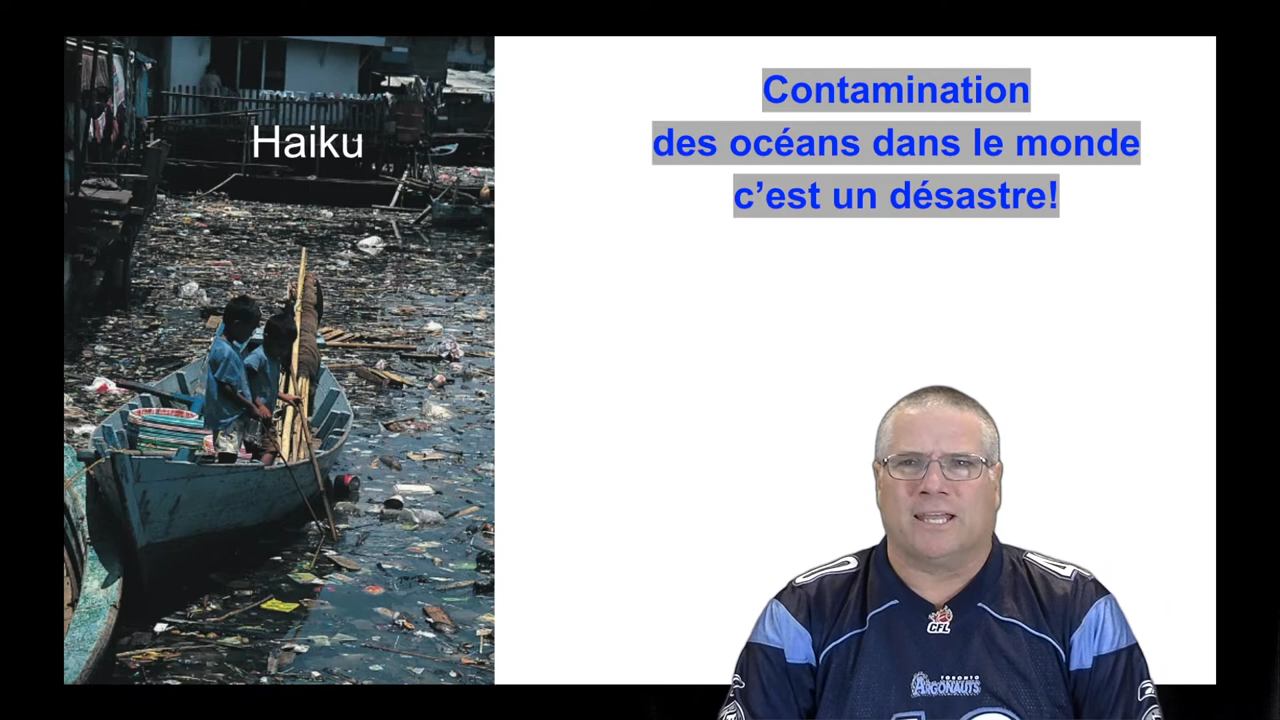 Haiku
Contamination
des océans dans le monde
c’est un désastre!
CFL
TORONTO
ARGONAUTS